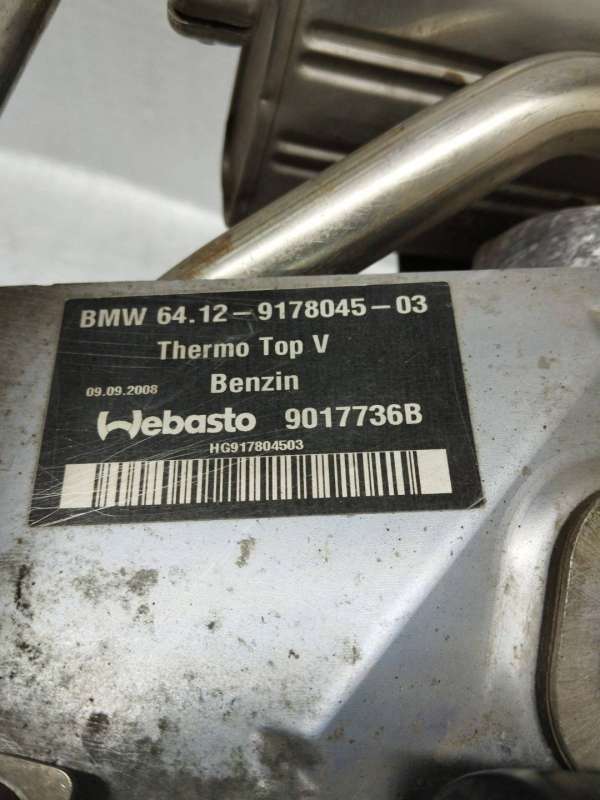 BMW 64.12-9178045-03
Thermo Top V
09.09.2008 Benzin
Webasto 9017736B
HG917804503